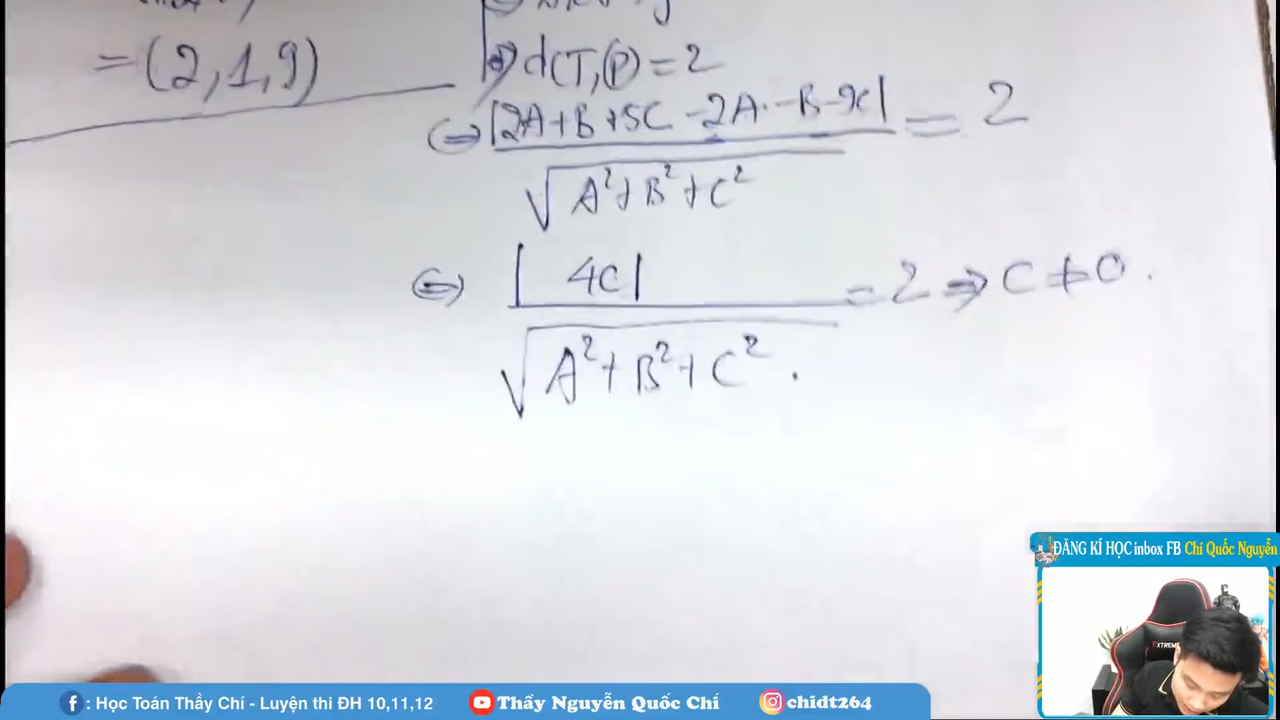 = (2,1,9)
⇔ d(T,(P)) = 2
⇔ |2A+B+5C -2A -B-9C| / √(A²+B²+C²) = 2
⇔ |4C| / √(A²+B²+C²) = 2 ⇒ C ≠ 0.
ĐĂNG KÍ HỌC inbox FB Chí Quốc Nguyễn
EXTREME
: Học Toán Thầy Chí - Luyện thi ĐH 10,11,12
Thầy Nguyễn Quốc Chí
chidt264